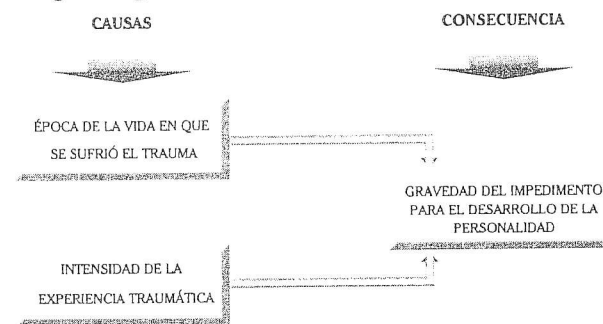 CAUSAS
CONSECUENCIA
ÉPOCA DE LA VIDA EN QUE
SE SUFRIÓ EL TRAUMA
GRAVEDAD DEL IMPEDIMENTO
PARA EL DESARROLLO DE LA
PERSONALIDAD
INTENSIDAD DE LA
EXPERIENCIA TRAUMÁTICA